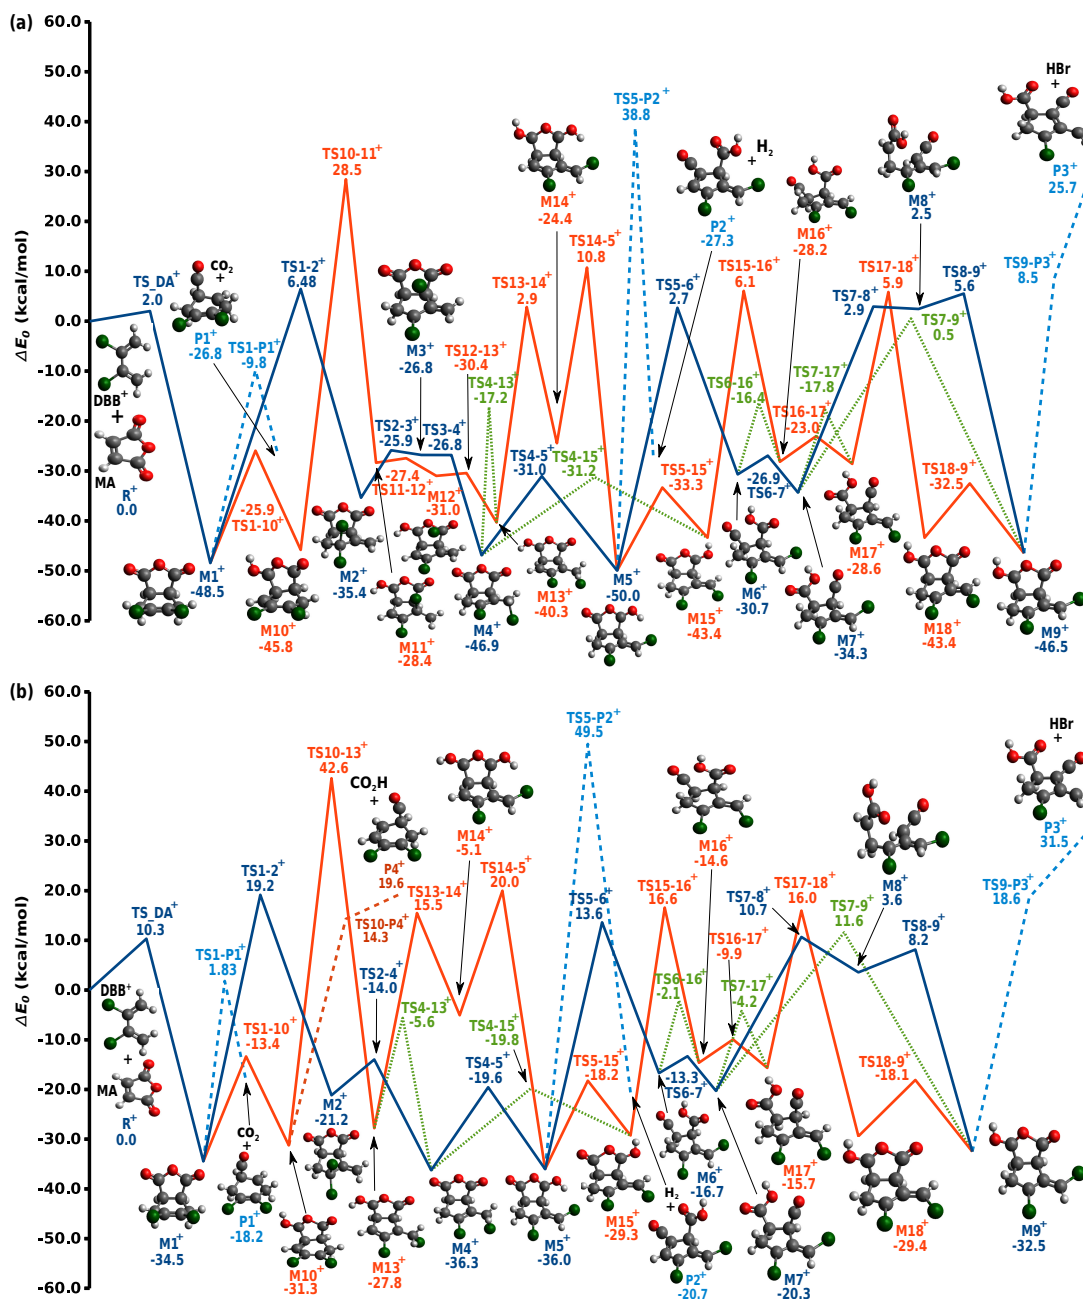 (a)
ΔE₀ (kcal/mol)
60.0
50.0
40.0
30.0
20.0
10.0
0.0
-10.0
-20.0
-30.0
-40.0
-50.0
-60.0
TS_DA⁺
2.0
DBB⁺
+
MA
R⁺
0.0
CO₂
+
P1⁺
-26.8
TS1-P1⁺
-9.8
M1⁺
-48.5
-25.9
TS1-10⁺
M10⁺
-45.8
TS1-2⁺
6.48
TS10-11⁺
28.5
M2⁺
-35.4
TS2-3⁺
-25.9
M3⁺
-26.8
TS3-4⁺
-26.8
-27.4
TS11-12⁺
M11⁺
-28.4
M12⁺
-31.0
TS12-13⁺
-30.4
TS4-13⁺
-17.2
M4⁺
-46.9
TS13-14⁺
2.9
M14⁺
-24.4
TS14-5⁺
10.8
TS4-5⁺
-31.0
TS4-15⁺
-31.2
M13⁺
-40.3
M5⁺
-50.0
TS5-P2⁺
38.8
TS5-6⁺
2.7
TS5-15⁺
-33.3
M15⁺
-43.4
+ H₂
P2⁺
-27.3
TS15-16⁺
6.1
TS6-16⁺
-16.4
M6⁺
-30.7
-26.9
TS6-7⁺
M16⁺
-28.2
TS7-17⁺
-17.8
TS16-17⁺
-23.0
M7⁺
-34.3
M17⁺
-28.6
TS7-8⁺
2.9
M8⁺
2.5
TS17-18⁺
5.9
TS7-9⁺
0.5
TS8-9⁺
5.6
TS18-9⁺
-32.5
M18⁺
-43.4
M9⁺
-46.5
TS9-P3⁺
8.5
HBr
+
P3⁺
25.7
(b)
ΔE₀ (kcal/mol)
60.0
50.0
40.0
30.0
20.0
10.0
0.0
-10.0
-20.0
-30.0
-40.0
-50.0
-60.0
TS_DA⁺
10.3
DBB⁺
+
MA
R⁺
0.0
M1⁺
-34.5
TS1-P1⁺
1.83
TS1-2⁺
19.2
TS1-10⁺
-13.4
CO₂
+
P1⁺
-18.2
M10⁺
-31.3
TS10-13⁺
42.6
M2⁺
-21.2
CO₂H
+
P4⁺
19.6
TS10-P4⁺
14.3
TS2-4⁺
-14.0
M13⁺
-27.8
TS13-14⁺
15.5
TS4-13⁺
-5.6
M14⁺
-5.1
TS14-5⁺
20.0
M4⁺
-36.3
TS4-15⁺
-19.8
TS4-5⁺
-19.6
M5⁺
-36.0
TS5-P2⁺
49.5
TS5-6⁺
13.6
TS5-15⁺
-18.2
M15⁺
-29.3
TS15-16⁺
16.6
TS6-16⁺
-2.1
M16⁺
-14.6
-13.3
TS6-7⁺
M6⁺
-16.7
H₂
+
P2⁺
-20.7
TS16-17⁺
-9.9
TS7-17⁺
-4.2
M7⁺
-20.3
M17⁺
-15.7
TS7-8⁺
10.7
TS17-18⁺
16.0
TS7-9⁺
11.6
M8⁺
3.6
TS8-9⁺
8.2
TS18-9⁺
-18.1
M18⁺
-29.4
M9⁺
-32.5
TS9-P3⁺
18.6
HBr
+
P3⁺
31.5